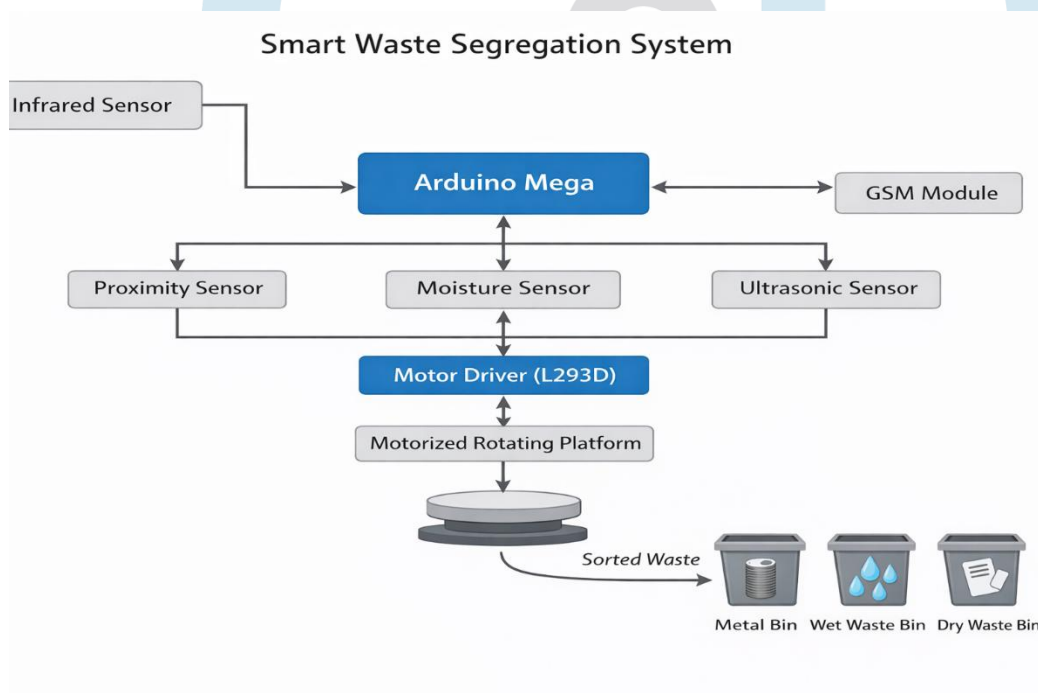 Smart Waste Segregation System
Infrared Sensor
Arduino Mega
GSM Module
Proximity Sensor
Moisture Sensor
Ultrasonic Sensor
Motor Driver (L293D)
Motorized Rotating Platform
Sorted Waste
Metal Bin
Wet Waste Bin
Dry Waste Bin